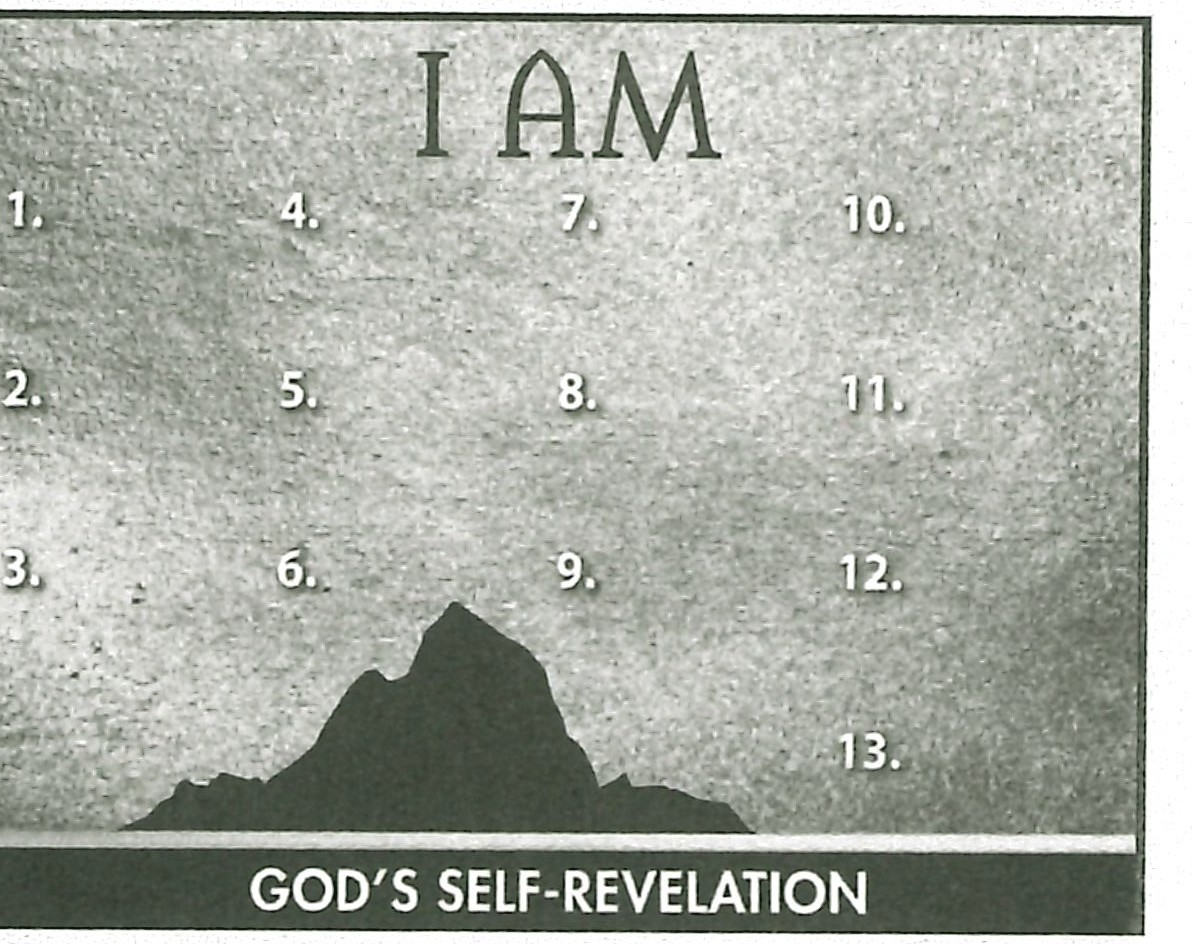 I AM
1. 4. 7. 10.
2. 5. 8. 11.
3. 6. 9. 12.
13.
GOD'S SELF-REVELATION